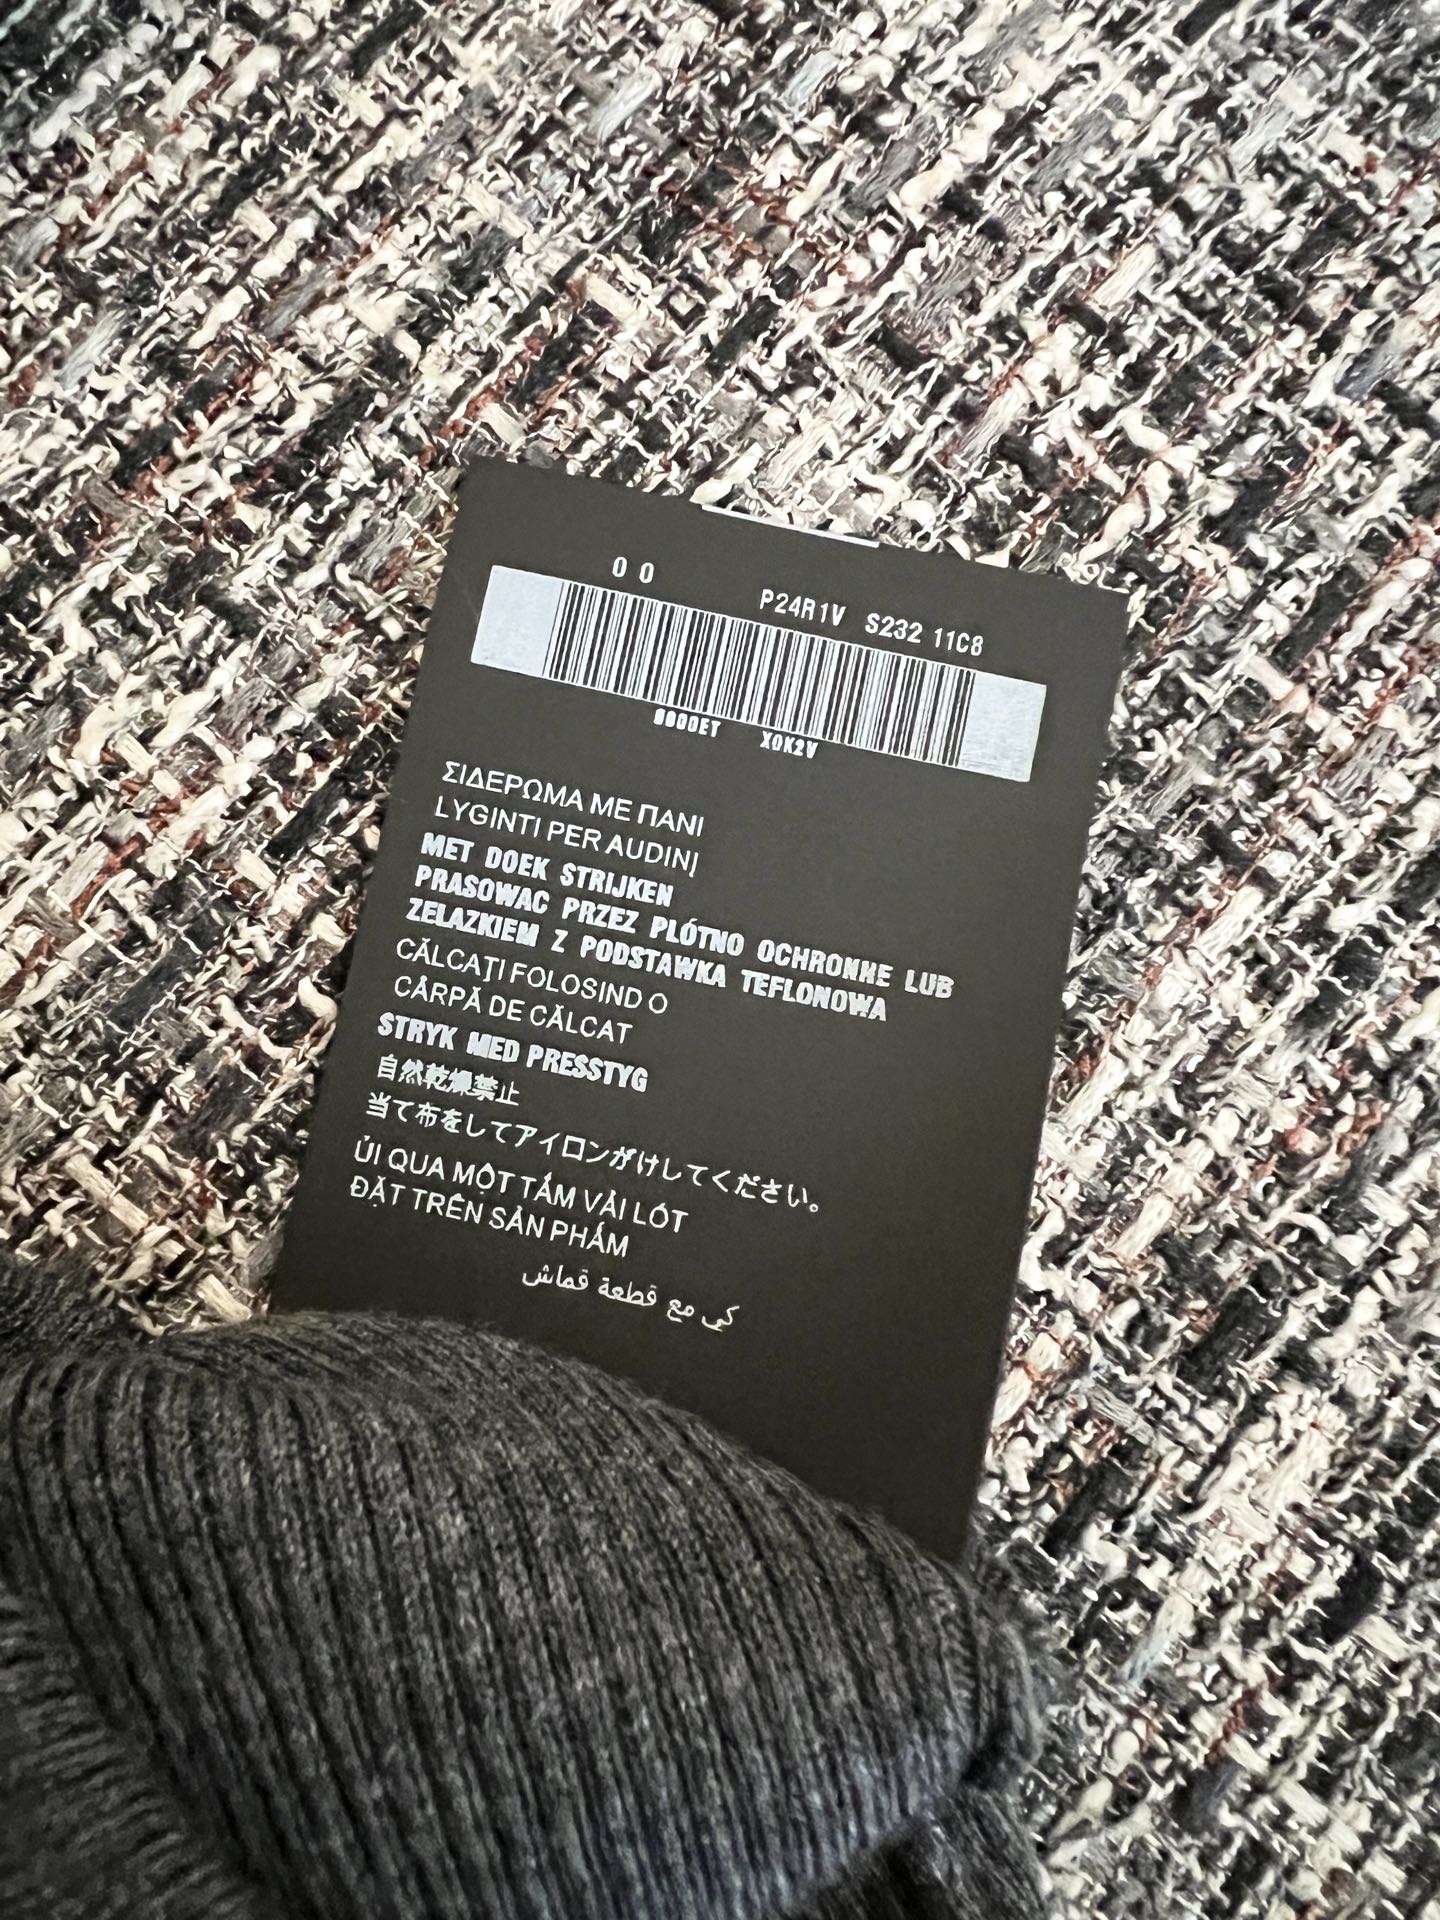 0 0
P24R1V S232 11C8
0000ET X0K2V
ΣΙΔΕΡΩΜΑ ΜΕ ΠΑΝΙ
LYGINTI PER AUDINĮ
MET DOEK STRIJKEN
PRASOWAC PRZEZ PLÓTNO OCHRONNE LUB
ZELAZKIEM Z PODSTAWKA TEFLONOWA
CĂLCAȚI FOLOSIND O
CÂRPĂ DE CĂLCAT
STRYK MED PRESSTYG
自然乾燥禁止
当て布をしてアイロンがけしてください。
ỦI QUA MỘT TẤM VẢI LÓT
ĐẶT TRÊN SẢN PHẨM
كي مع قطعة قماش